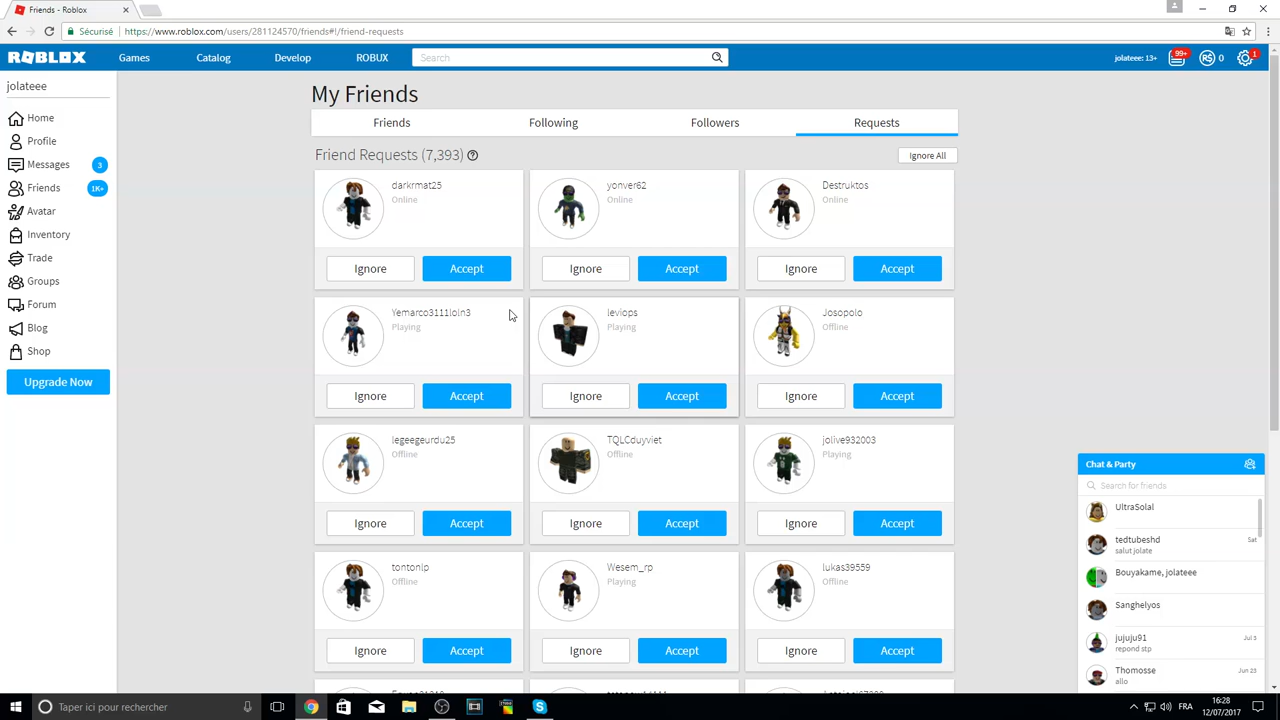 Friends - Roblox
Sécurisé
https://www.roblox.com/users/281124570/friends#!/friend-requests
ROBLOX
Games
Catalog
Develop
ROBUX
Search
jolateee: 13+
99+
0
1
jolateee
Home
Profile
Messages
3
Friends
1K+
Avatar
Inventory
Trade
Groups
Forum
Blog
Shop
Upgrade Now
My Friends
Friends
Following
Followers
Requests
Friend Requests (7,393)
Ignore All
darkrmat25
Online
Ignore
Accept
yonver62
Online
Ignore
Accept
Destruktos
Online
Ignore
Accept
Yemarco3111loln3
Playing
Ignore
Accept
leviops
Playing
Ignore
Accept
Josopolo
Offline
Ignore
Accept
legeegeurdu25
Offline
Ignore
Accept
TQLCduyviet
Offline
Ignore
Accept
jolive932003
Playing
Ignore
Accept
tontonlp
Offline
Ignore
Accept
Wesem_rp
Playing
Ignore
Accept
lukas39559
Offline
Ignore
Accept
Chat & Party
Search for friends
UltraSolal
tedtubeshd
Sat
salut jolate
Bouyakame, jolateee
Sanghelyos
jujuju91
Jul 3
repond stp
Thomosse
Jun 23
allo
Taper ici pour rechercher
FRA
16:28
12/07/2017